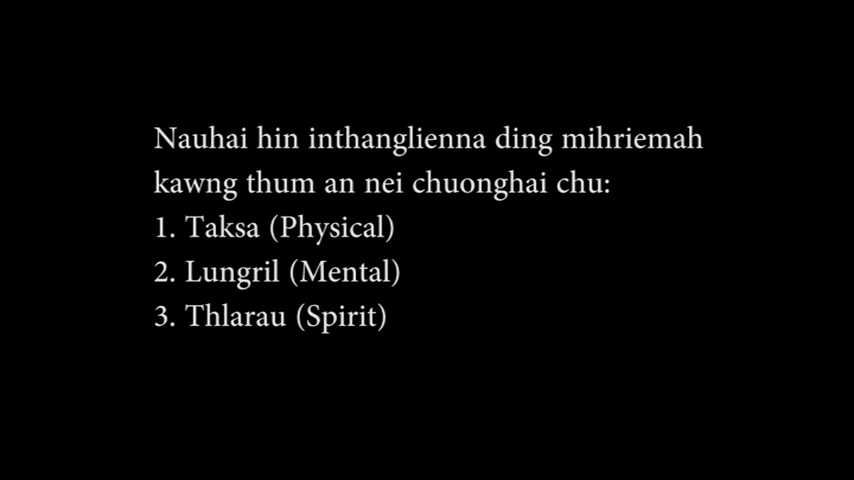 Nauhai hin inthanglienna ding mihriemah
kawng thum an nei chuonghai chu:
1. Taksa (Physical)
2. Lungril (Mental)
3. Thlarau (Spirit)